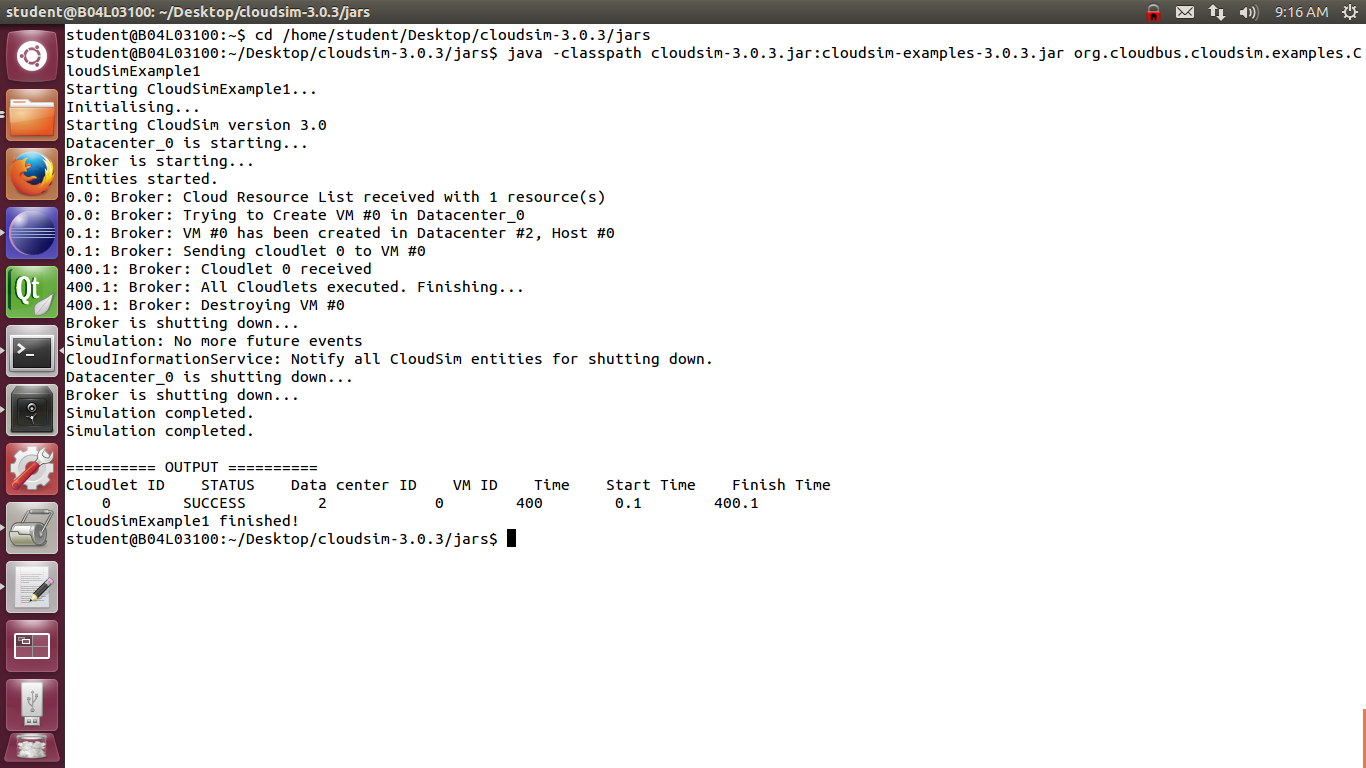 student@B04L03100: ~/Desktop/cloudsim-3.0.3/jars
9:16 AM
student@B04L03100:~$ cd /home/student/Desktop/cloudsim-3.0.3/jars
student@B04L03100:~/Desktop/cloudsim-3.0.3/jars$ java -classpath cloudsim-3.0.3.jar:cloudsim-examples-3.0.3.jar org.cloudbus.cloudsim.examples.C
loudSimExample1
Starting CloudSimExample1...
Initialising...
Starting CloudSim version 3.0
Datacenter_0 is starting...
Broker is starting...
Entities started.
0.0: Broker: Cloud Resource List received with 1 resource(s)
0.0: Broker: Trying to Create VM #0 in Datacenter_0
0.1: Broker: VM #0 has been created in Datacenter #2, Host #0
0.1: Broker: Sending cloudlet 0 to VM #0
400.1: Broker: Cloudlet 0 received
400.1: Broker: All Cloudlets executed. Finishing...
400.1: Broker: Destroying VM #0
Broker is shutting down...
Simulation: No more future events
CloudInformationService: Notify all CloudSim entities for shutting down.
Datacenter_0 is shutting down...
Broker is shutting down...
Simulation completed.
Simulation completed.
========== OUTPUT ==========
Cloudlet ID    STATUS    Data center ID    VM ID    Time    Start Time    Finish Time
    0        SUCCESS        2            0        400        0.1        400.1
CloudSimExample1 finished!
student@B04L03100:~/Desktop/cloudsim-3.0.3/jars$
Qt
>_